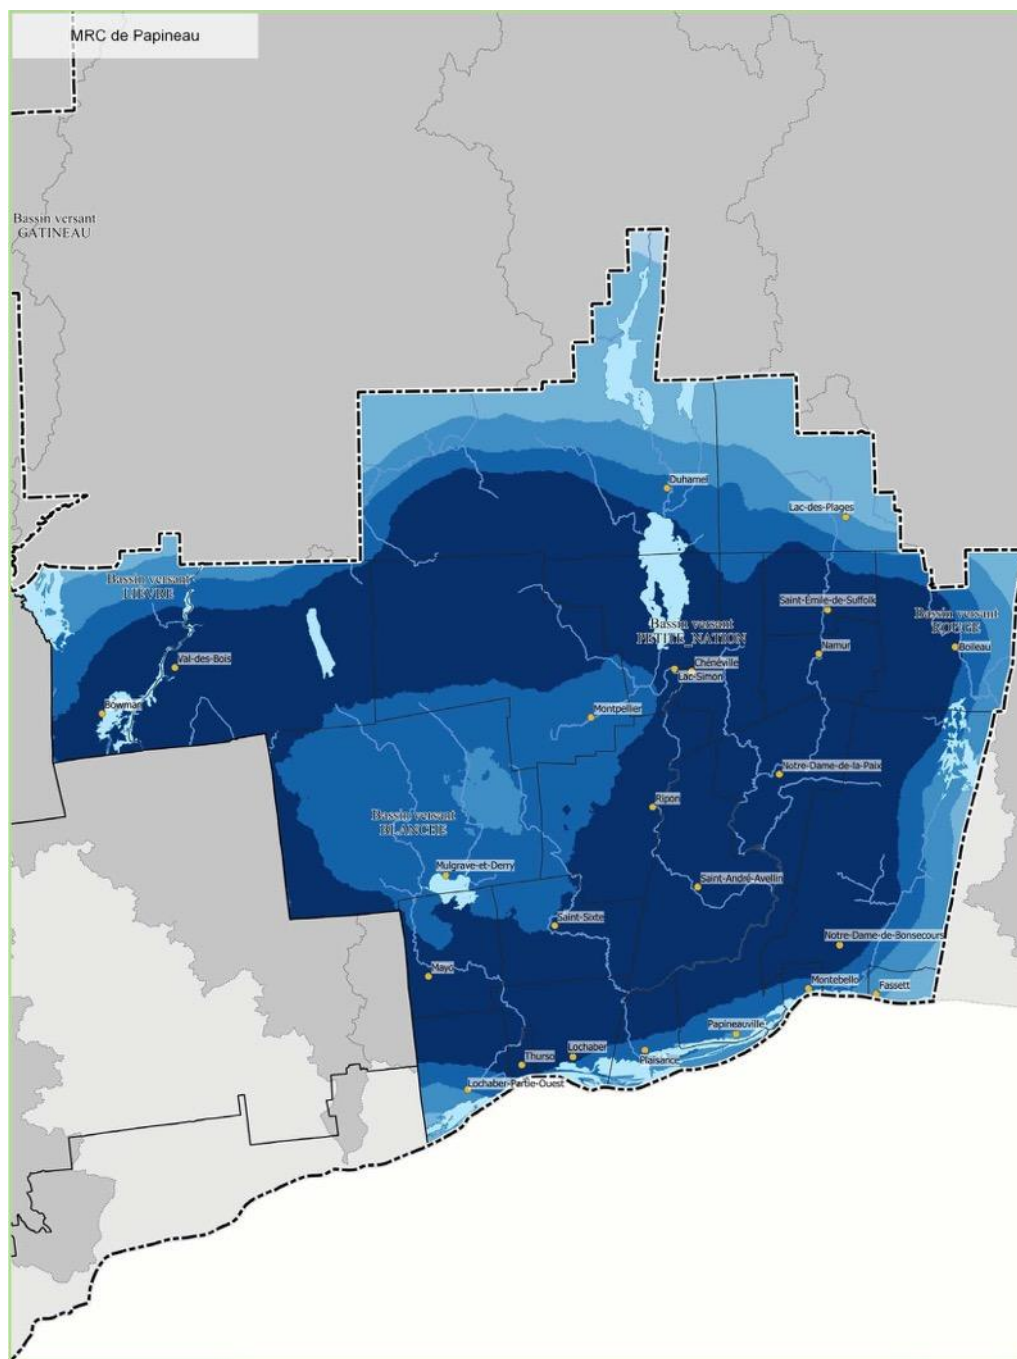 MRC de Papineau
Bassin versant
GATINEAU
Duhamel
Lac-des-Plages
Bassin versant
LIEVRE
Saint-Émile-de-Suffolk
Bassin versant
PETITE_NATION
Bassin versant
ROUGE
Namur
Boileau
Val-des-Bois
Chénéville
Lac-Simon
Bowman
Montpellier
Notre-Dame-de-la-Paix
Ripon
Bassin versant
BLANCHE
Mulgrave-et-Derry
Saint-André-Avellin
Saint-Sixte
Notre-Dame-de-Bonsecours
Mayo
Montebello
Fassett
Papineauville
Lochaber
Thurso
Plaisance
Lochaber-Partie-Ouest